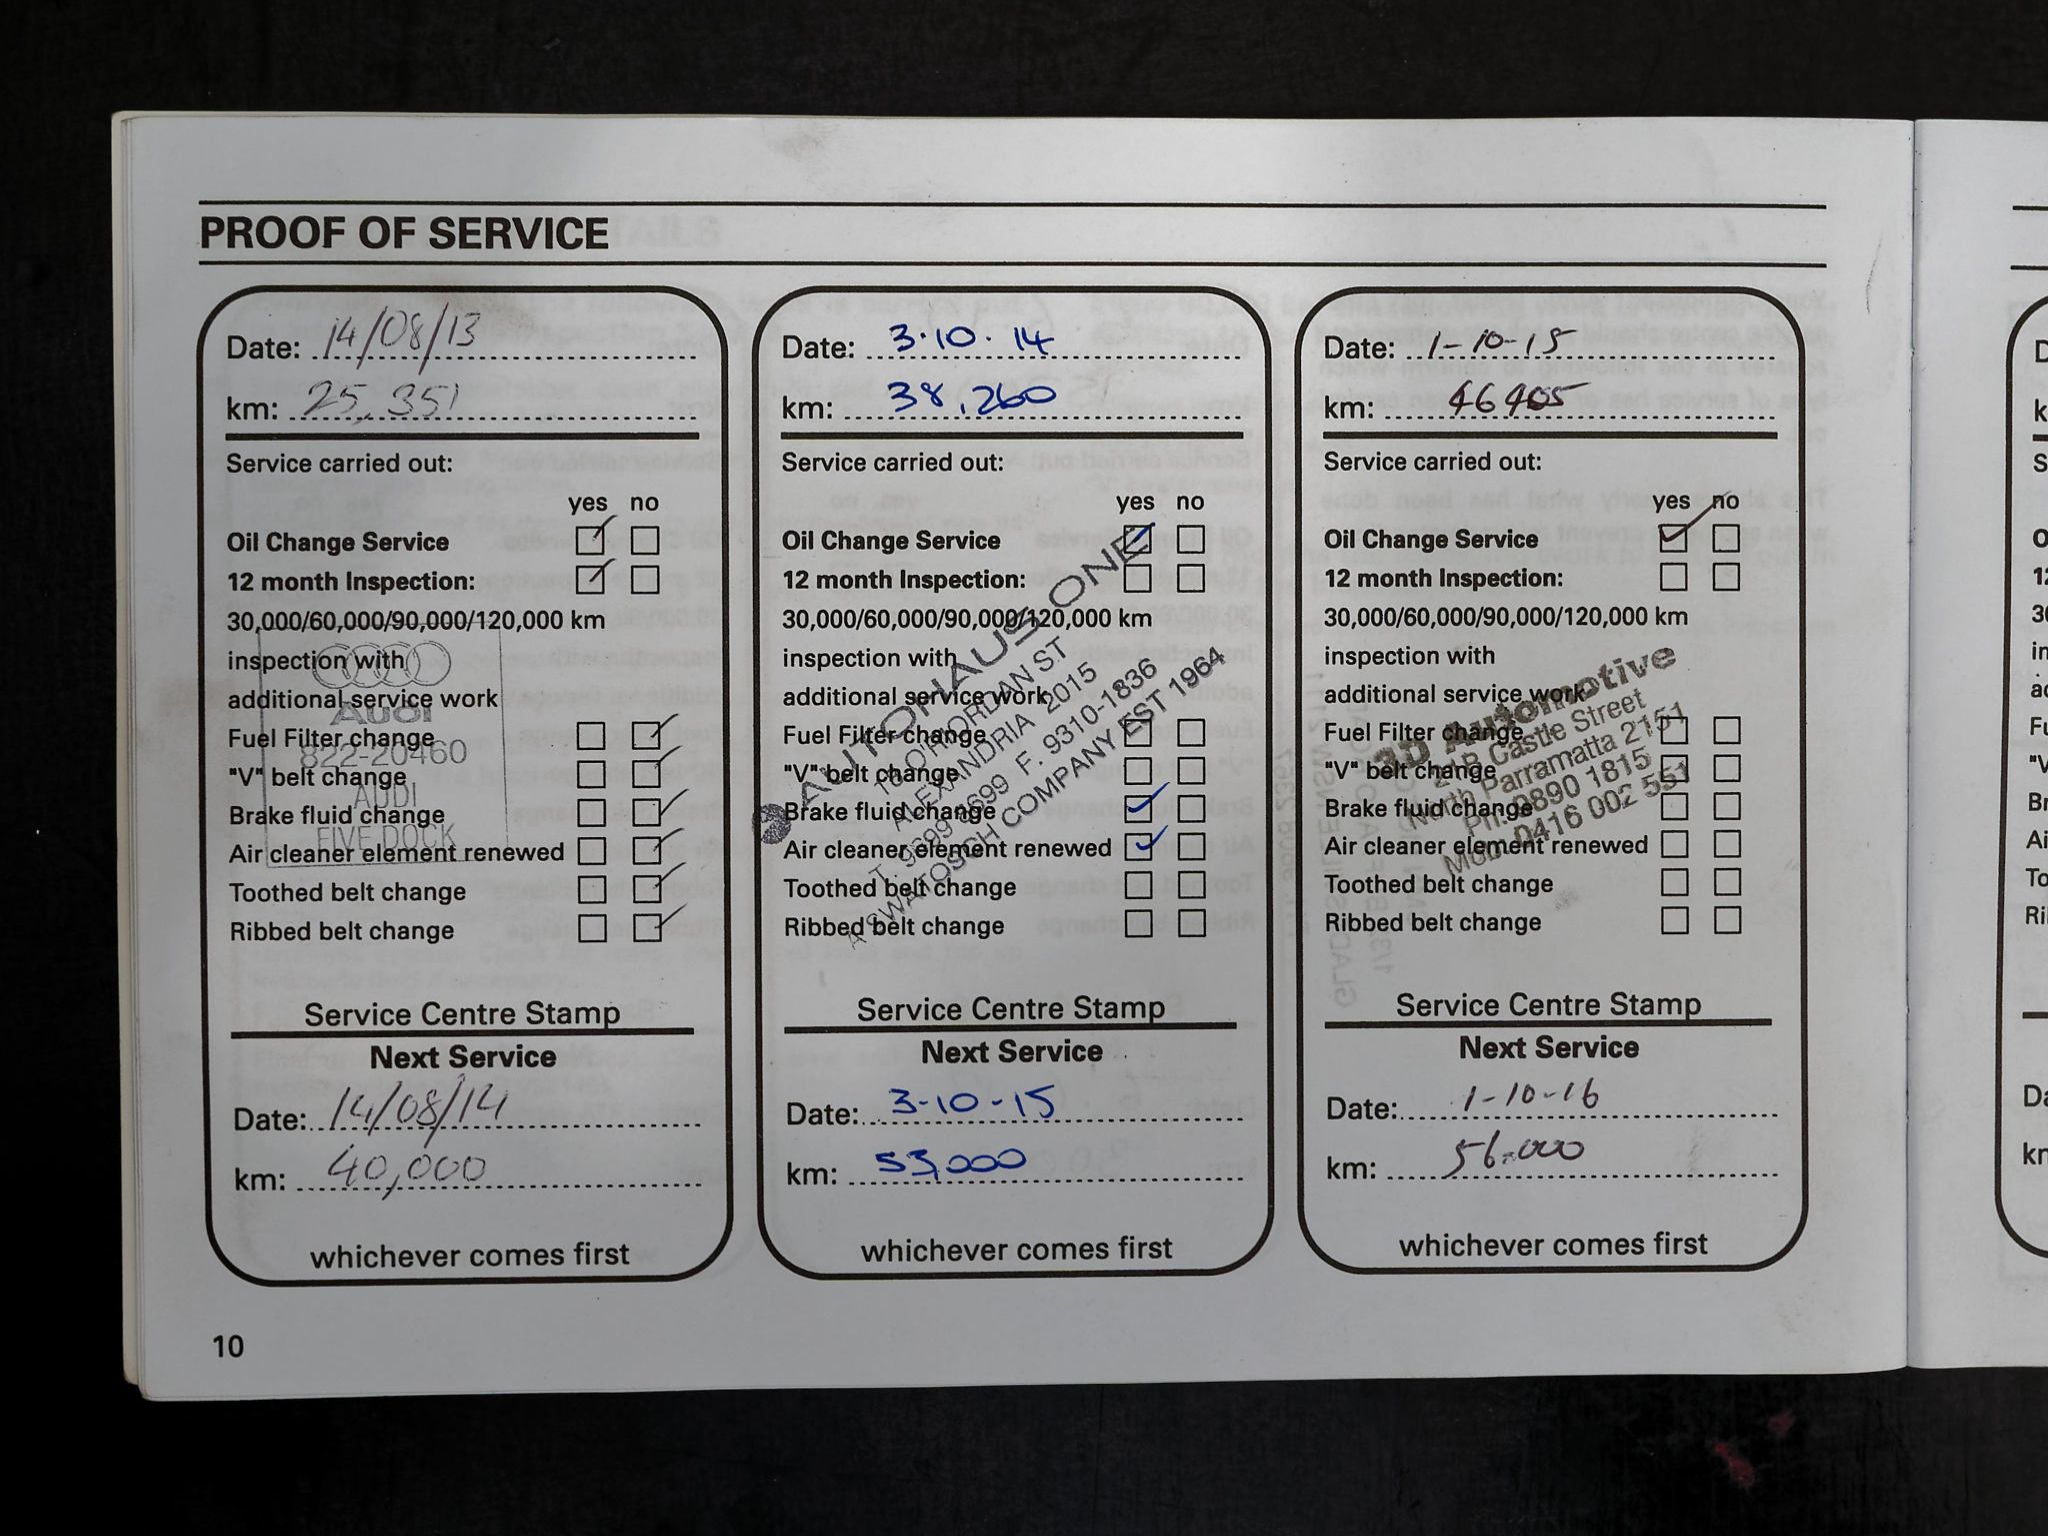 PROOF OF SERVICE
Date: 14/08/13
km: 25,351
Service carried out:
yes no
Oil Change Service
12 month Inspection:
30,000/60,000/90,000/120,000 km
inspection with
additional service work
Fuel Filter change
"V" belt change
Brake fluid change
Air cleaner element renewed
Toothed belt change
Ribbed belt change
Audi
822-20460
AUDI
FIVE DOCK
Service Centre Stamp
Next Service
Date: 14/08/14
km: 40,000
whichever comes first
Date: 3.10.14
km: 38,260
Service carried out:
yes no
Oil Change Service
12 month Inspection:
30,000/60,000/90,000/120,000 km
inspection with
additional service work
Fuel Filter change
"V" belt change
Brake fluid change
Air cleaner element renewed
Toothed belt change
Ribbed belt change
AUTOHAUS ONE
O'RIORDAN ST
ALEXANDRIA 2015
T. 9699 F. 9310-1836
A SWATOSCH COMPANY EST 1964
Service Centre Stamp
Next Service
Date: 3-10-15
km: 53,000
whichever comes first
Date: 1-10-15
km: 46405
Service carried out:
yes no
Oil Change Service
12 month Inspection:
30,000/60,000/90,000/120,000 km
inspection with
additional service work
Fuel Filter change
"V" belt change
Brake fluid change
Air cleaner element renewed
Toothed belt change
Ribbed belt change
3D Automotive
Castle Street
North Parramatta 2151
Ph: 9890 1815
Mob: 0416 002 551
Service Centre Stamp
Next Service
Date: 1-10-16
km: 56.000
whichever comes first
10